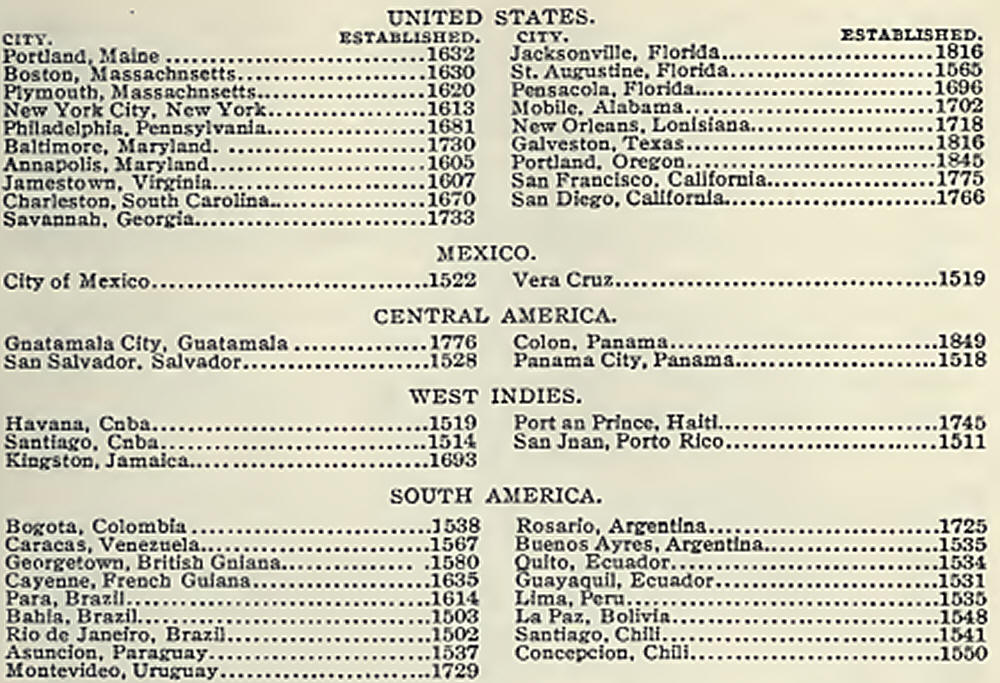 UNITED STATES.
CITY. ESTABLISHED.
Portland, Maine ........................1632
Boston, Massachnsetts........................1630
Plymouth, Massachnsetts........................1620
New York City, New York........................1613
Philadelphia, Pennsylvania........................1681
Baltimore, Maryland. ........................1730
Annapolis, Maryland........................1605
Jamestown, Virginia........................1607
Charleston, South Carolina........................1670
Savannah, Georgia........................1733
CITY. ESTABLISHED.
Jacksonville, Florida........................1816
St. Augustine, Florida........................1565
Pensacola, Florida........................1696
Mobile, Alabama........................1702
New Orleans, Lonisiana........................1718
Galveston, Texas........................1816
Portland, Oregon........................1845
San Francisco, California........................1775
San Diego, California........................1766
MEXICO.
City of Mexico........................1522
Vera Cruz........................1519
CENTRAL AMERICA.
Gnatamala City, Guatamala ........................1776
San Salvador, Salvador........................1528
Colon, Panama........................1849
Panama City, Panama........................1518
WEST INDIES.
Havana, Cnba........................1519
Santiago, Cnba........................1514
Kingston, Jamaica........................1693
Port an Prince, Haiti........................1745
San Jnan, Porto Rico........................1511
SOUTH AMERICA.
Bogota, Colombia ........................1538
Caracas, Venezuela........................1567
Georgetown, British Gniana........................1580
Cayenne, French Guiana........................1635
Para, Brazil........................1614
Bahia, Brazil........................1503
Rio de Janeiro, Brazil........................1502
Asuncion, Paraguay........................1537
Montevideo, Uruguay........................1729
Rosario, Argentina........................1725
Buenos Ayres, Argentina........................1535
Quito, Ecuador........................1534
Guayaquil, Ecuador........................1531
Lima, Peru........................1535
La Paz, Bolivia........................1548
Santiago, Chili........................1541
Concepcion, Chili........................1550